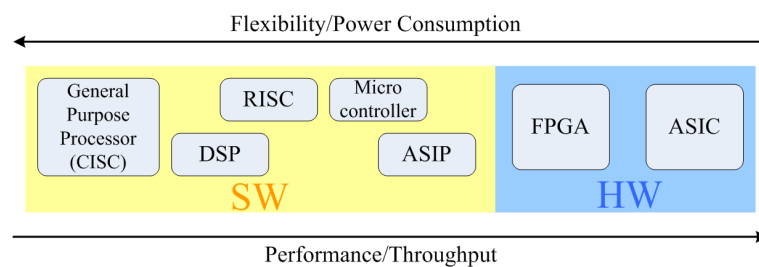 Flexibility/Power Consumption
General
Purpose
Processor
(CISC)
RISC
Micro
controller
DSP
ASIP
FPGA
ASIC
SW
HW
Performance/Throughput